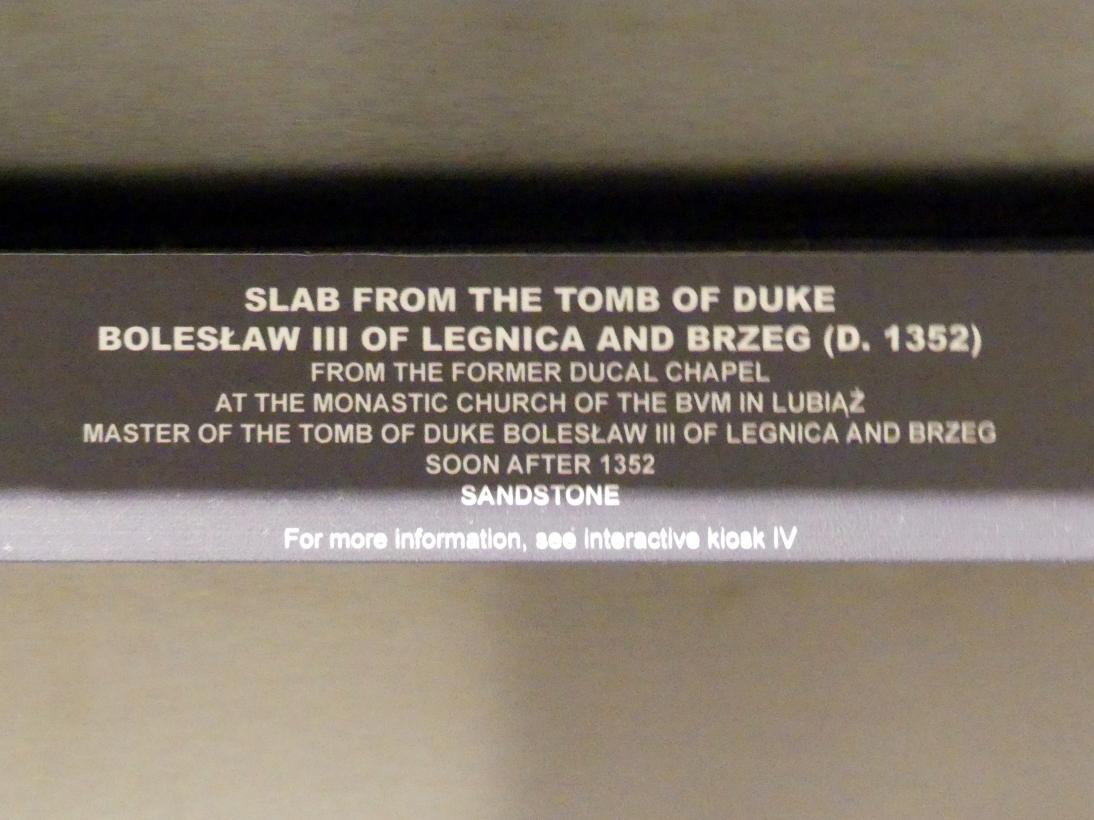 SLAB FROM THE TOMB OF DUKE
BOLESŁAW III OF LEGNICA AND BRZEG (D. 1352)
FROM THE FORMER DUCAL CHAPEL
AT THE MONASTIC CHURCH OF THE BVM IN LUBIĄŻ
MASTER OF THE TOMB OF DUKE BOLESŁAW III OF LEGNICA AND BRZEG
SOON AFTER 1352
SANDSTONE
For more information, see interactive kiosk IV